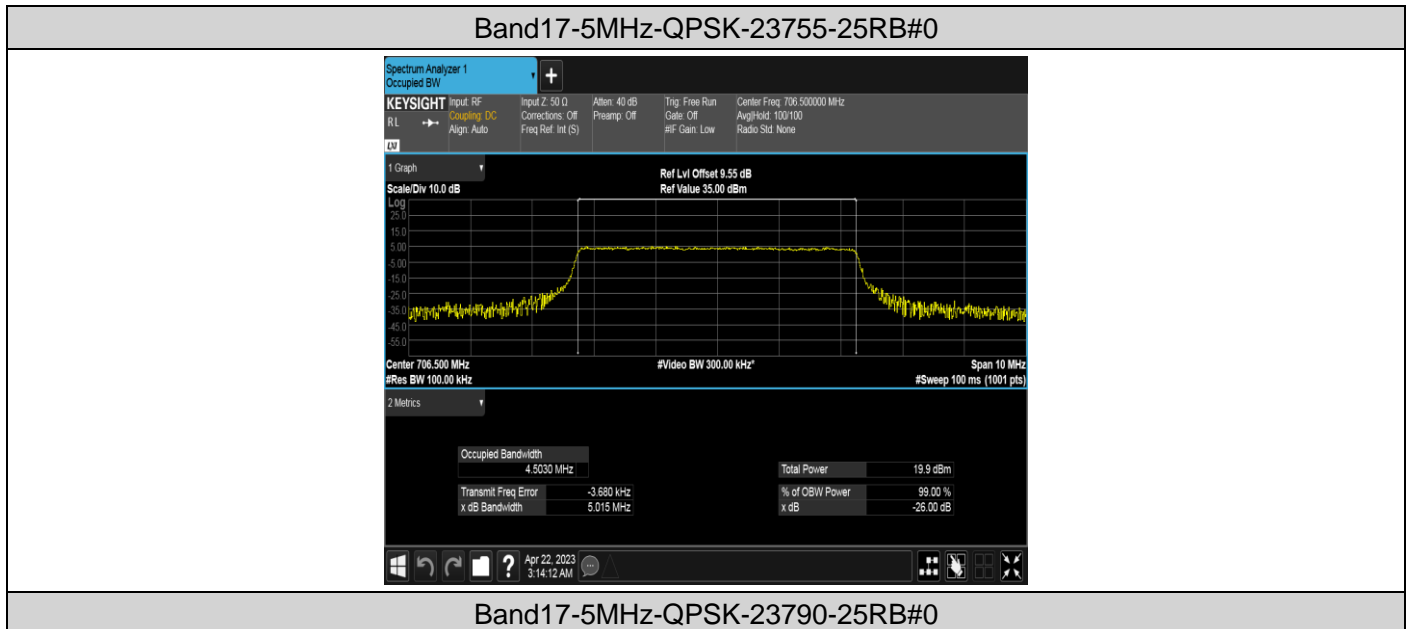 Band17-5MHz-QPSK-23755-25RB#0
Spectrum Analyzer 1
Occupied BW
+
KEYSIGHT Input: RF Input Z: 50 Ω Atten: 40 dB Trig: Free Run Center Freq: 706.500000 MHz
RL Coupling: DC Corrections: Off Preamp: Off Gate: Off Avg|Hold: 100/100
Align: Auto Freq Ref: Int (S) #IF Gain: Low Radio Std: None
LXI
1 Graph Ref Lvl Offset 9.55 dB
Scale/Div 10.0 dB Ref Value 35.00 dBm
Log
25.0
15.0
5.00
-5.00
-15.0
-25.0
-35.0
-45.0
-55.0
Center 706.500 MHz #Video BW 300.00 kHz* Span 10 MHz
#Res BW 100.00 kHz #Sweep 100 ms (1001 pts)
2 Metrics
Occupied Bandwidth
4.5030 MHz Total Power 19.9 dBm
Transmit Freq Error -3.680 kHz % of OBW Power 99.00 %
x dB Bandwidth 5.015 MHz x dB -26.00 dB
? Apr 22, 2023
3:14:12 AM
Band17-5MHz-QPSK-23790-25RB#0